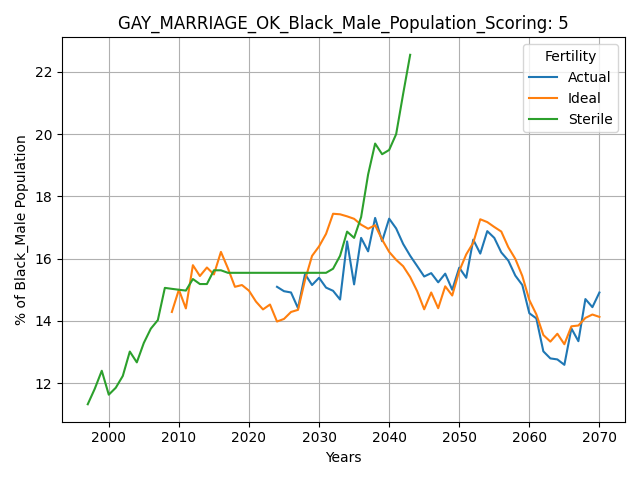 GAY_MARRIAGE_OK_Black_Male_Population_Scoring: 5
Fertility
Actual
Ideal
Sterile
% of Black_Male Population
22
20
18
16
14
12
2000 2010 2020 2030 2040 2050 2060 2070
Years